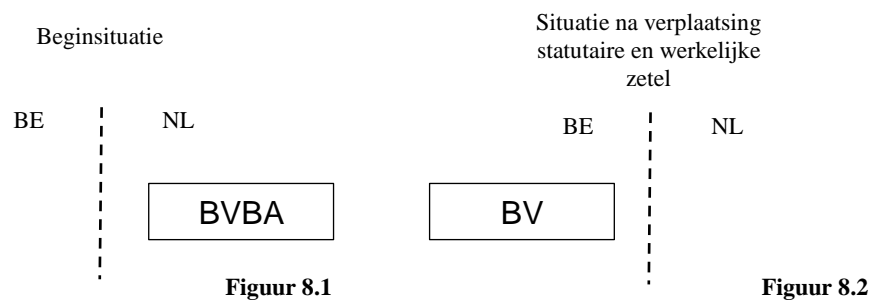 Beginsituatie
Situatie na verplaatsing
statutaire en werkelijke
zetel
BE
NL
BE
NL
BVBA
BV
Figuur 8.1
Figuur 8.2